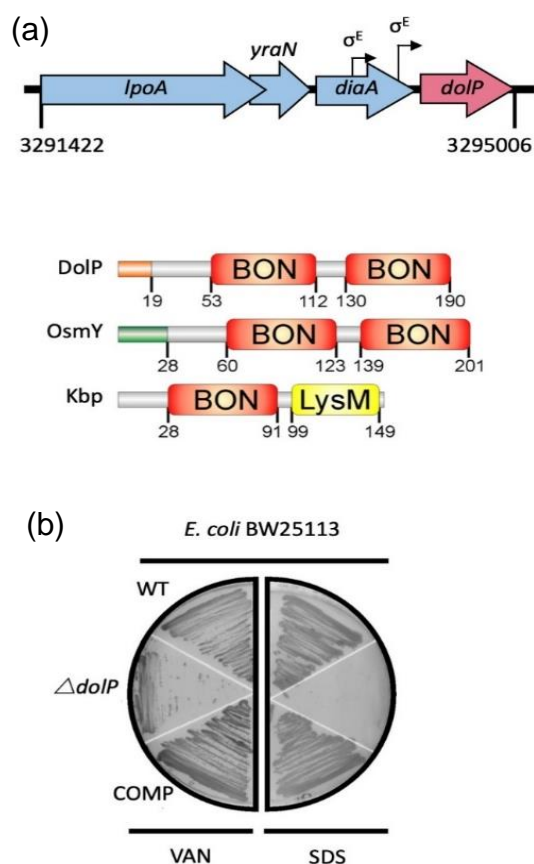 (a)
yraN
σE
σE
lpoA
diaA
dolP
3291422
3295006
DolP
BON
BON
19
53
112
130
190
OsmY
BON
BON
28
60
123
139
201
Kbp
BON
LysM
28
91
99
149
(b)
E. coli BW25113
WT
△dolP
COMP
VAN
SDS